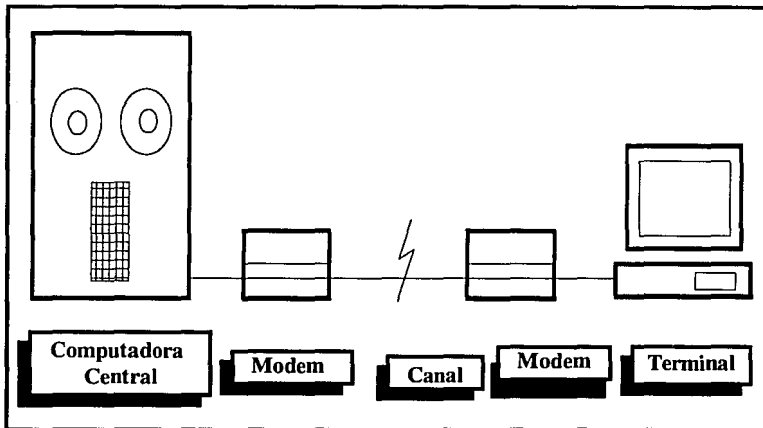 Computadora
Central
Modem
Canal
Modem
Terminal